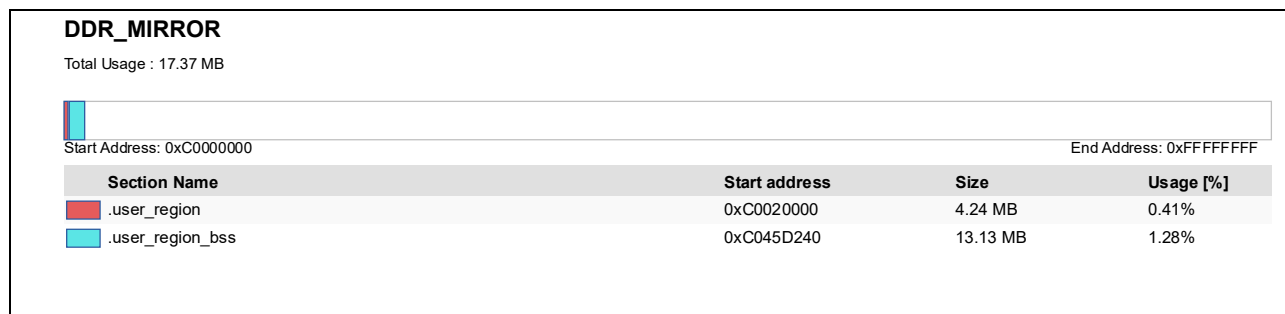 DDR_MIRROR
Total Usage : 17.37 MB
Start Address: 0xC0000000 End Address: 0xFFFFFFFF
Section Name Start address Size Usage [%]
.user_region 0xC0020000 4.24 MB 0.41%
.user_region_bss 0xC045D240 13.13 MB 1.28%